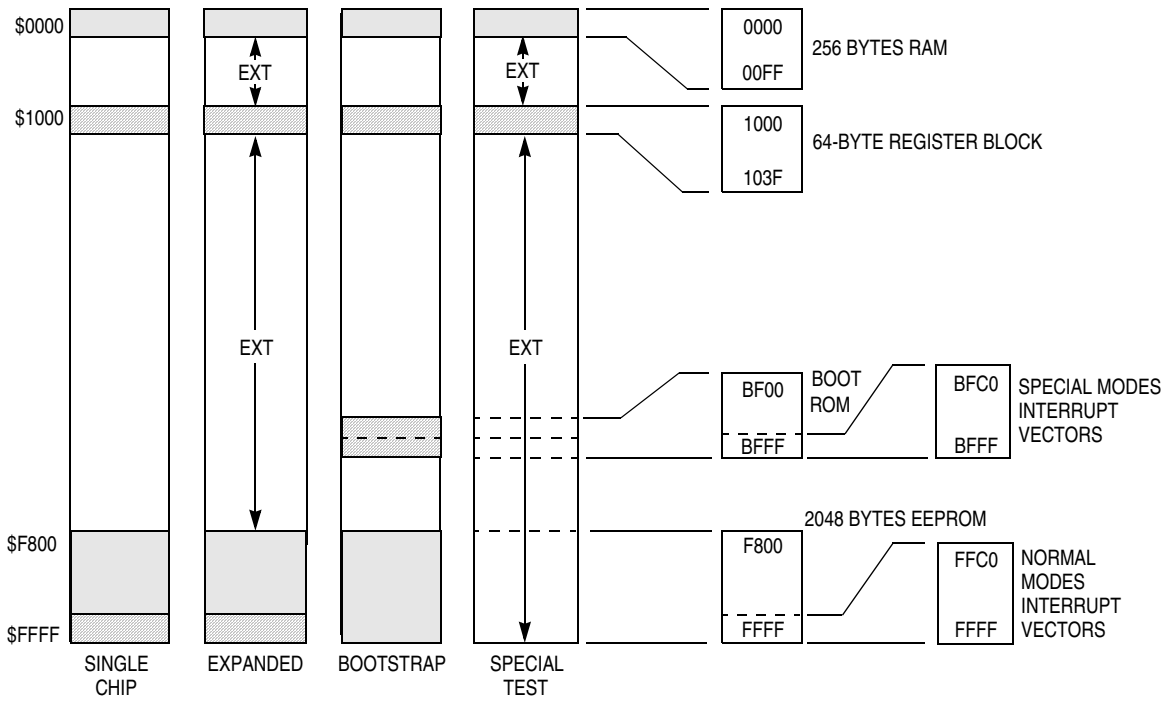 $0000
0000
256 BYTES RAM
EXT
EXT
00FF
$1000
1000
64-BYTE REGISTER BLOCK
103F
EXT
EXT
BF00
BOOT
ROM
BFFF
BFC0
SPECIAL MODES
INTERRUPT
VECTORS
BFFF
2048 BYTES EEPROM
$F800
F800
FFFF
FFC0
NORMAL
MODES
INTERRUPT
VECTORS
FFFF
$FFFF
SINGLE
CHIP
EXPANDED
BOOTSTRAP
SPECIAL
TEST